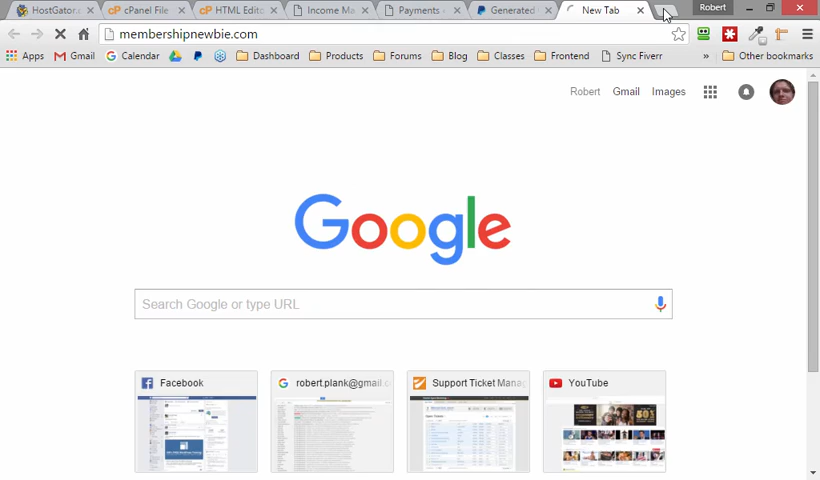 HostGator.c
cPanel File
HTML Edito
Income Ma
Payments -
Generated
New Tab
Robert
membershipnewbie.com
Apps
Gmail
Calendar
Dashboard
Products
Forums
Blog
Classes
Frontend
Sync Fiverr
»
Other bookmarks
Robert
Gmail
Images
Google
Search Google or type URL
Facebook
robert.plank@gmail.c
Support Ticket Manag
YouTube